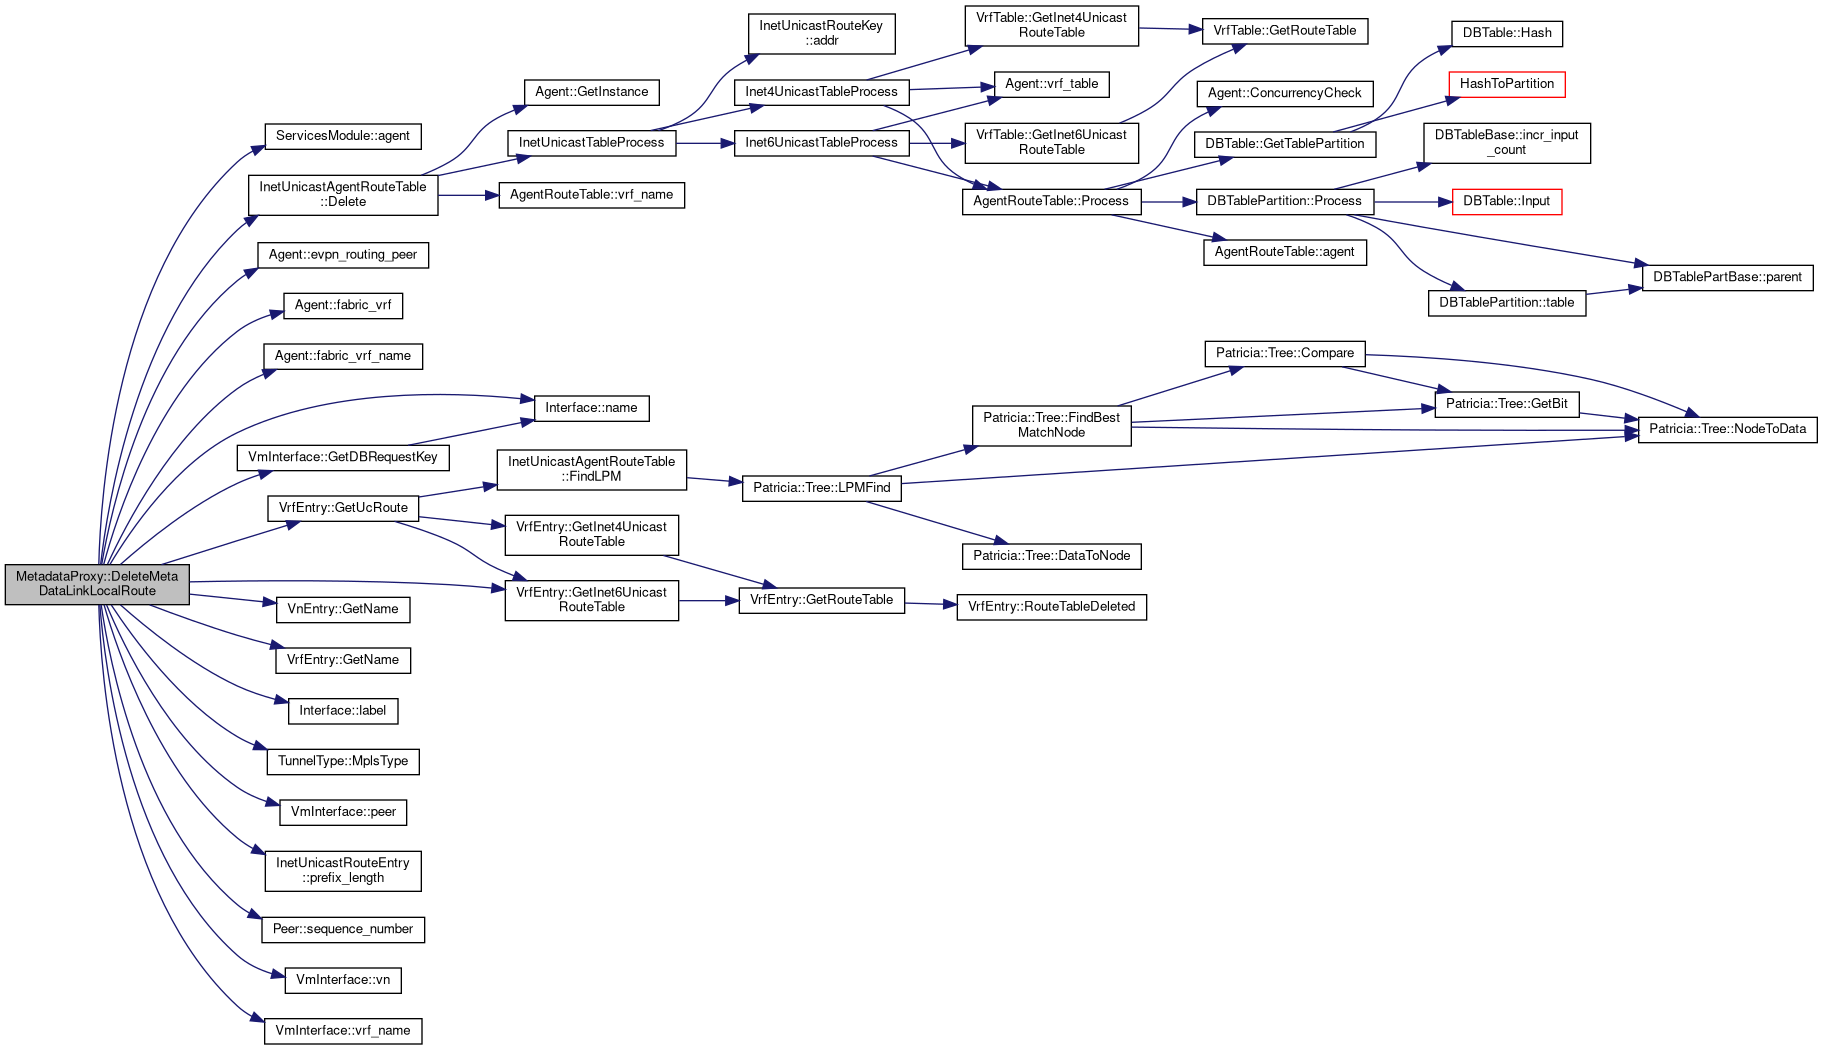 MetadataProxy::DeleteMeta
DataLinkLocalRoute
ServicesModule::agent
InetUnicastAgentRouteTable
::Delete
Agent::evpn_routing_peer
Agent::fabric_vrf
Agent::fabric_vrf_name
VmInterface::GetDBRequestKey
VrfEntry::GetUcRoute
VnEntry::GetName
VrfEntry::GetName
Interface::label
TunnelType::MplsType
VmInterface::peer
InetUnicastRouteEntry
::prefix_length
Peer::sequence_number
VmInterface::vn
VmInterface::vrf_name
Agent::GetInstance
InetUnicastTableProcess
AgentRouteTable::vrf_name
Interface::name
InetUnicastAgentRouteTable
::FindLPM
VrfEntry::GetInet4Unicast
RouteTable
VrfEntry::GetInet6Unicast
RouteTable
InetUnicastRouteKey
::addr
Inet4UnicastTableProcess
Inet6UnicastTableProcess
Patricia::Tree::LPMFind
VrfEntry::GetRouteTable
VrfTable::GetInet4Unicast
RouteTable
Agent::vrf_table
VrfTable::GetInet6Unicast
RouteTable
AgentRouteTable::Process
Patricia::Tree::FindBest
MatchNode
Patricia::Tree::DataToNode
VrfEntry::RouteTableDeleted
VrfTable::GetRouteTable
Agent::ConcurrencyCheck
DBTable::GetTablePartition
DBTablePartition::Process
AgentRouteTable::agent
Patricia::Tree::Compare
DBTable::Hash
HashToPartition
DBTableBase::incr_input
_count
DBTable::Input
DBTablePartition::table
Patricia::Tree::GetBit
DBTablePartBase::parent
Patricia::Tree::NodeToData